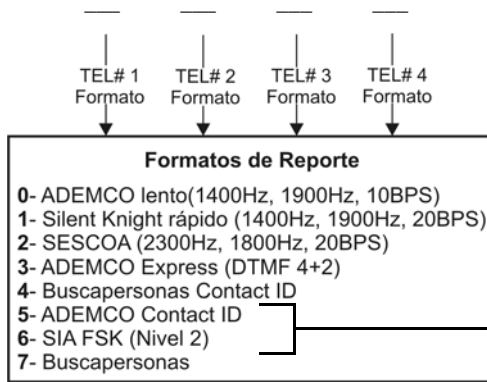 TEL# 1 TEL# 2 TEL# 3 TEL# 4
Formato Formato Formato Formato
Formatos de Reporte
0- ADEMCO lento(1400Hz, 1900Hz, 10BPS)
1- Silent Knight rápido (1400Hz, 1900Hz, 20BPS)
2- SESCOA (2300Hz, 1800Hz, 20BPS)
3- ADEMCO Express (DTMF 4+2)
4- Buscapersonas Contact ID
5- ADEMCO Contact ID
6- SIA FSK (Nivel 2)
7- Buscapersonas